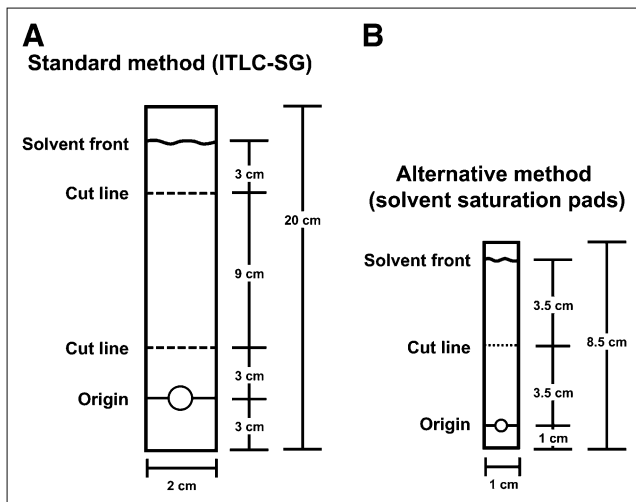 A
Standard method (ITLC-SG)
Solvent front
3 cm
Cut line
20 cm
9 cm
Cut line
3 cm
Origin
3 cm
2 cm
B
Alternative method
(solvent saturation pads)
Solvent front
3.5 cm
8.5 cm
Cut line
3.5 cm
Origin
1 cm
1 cm